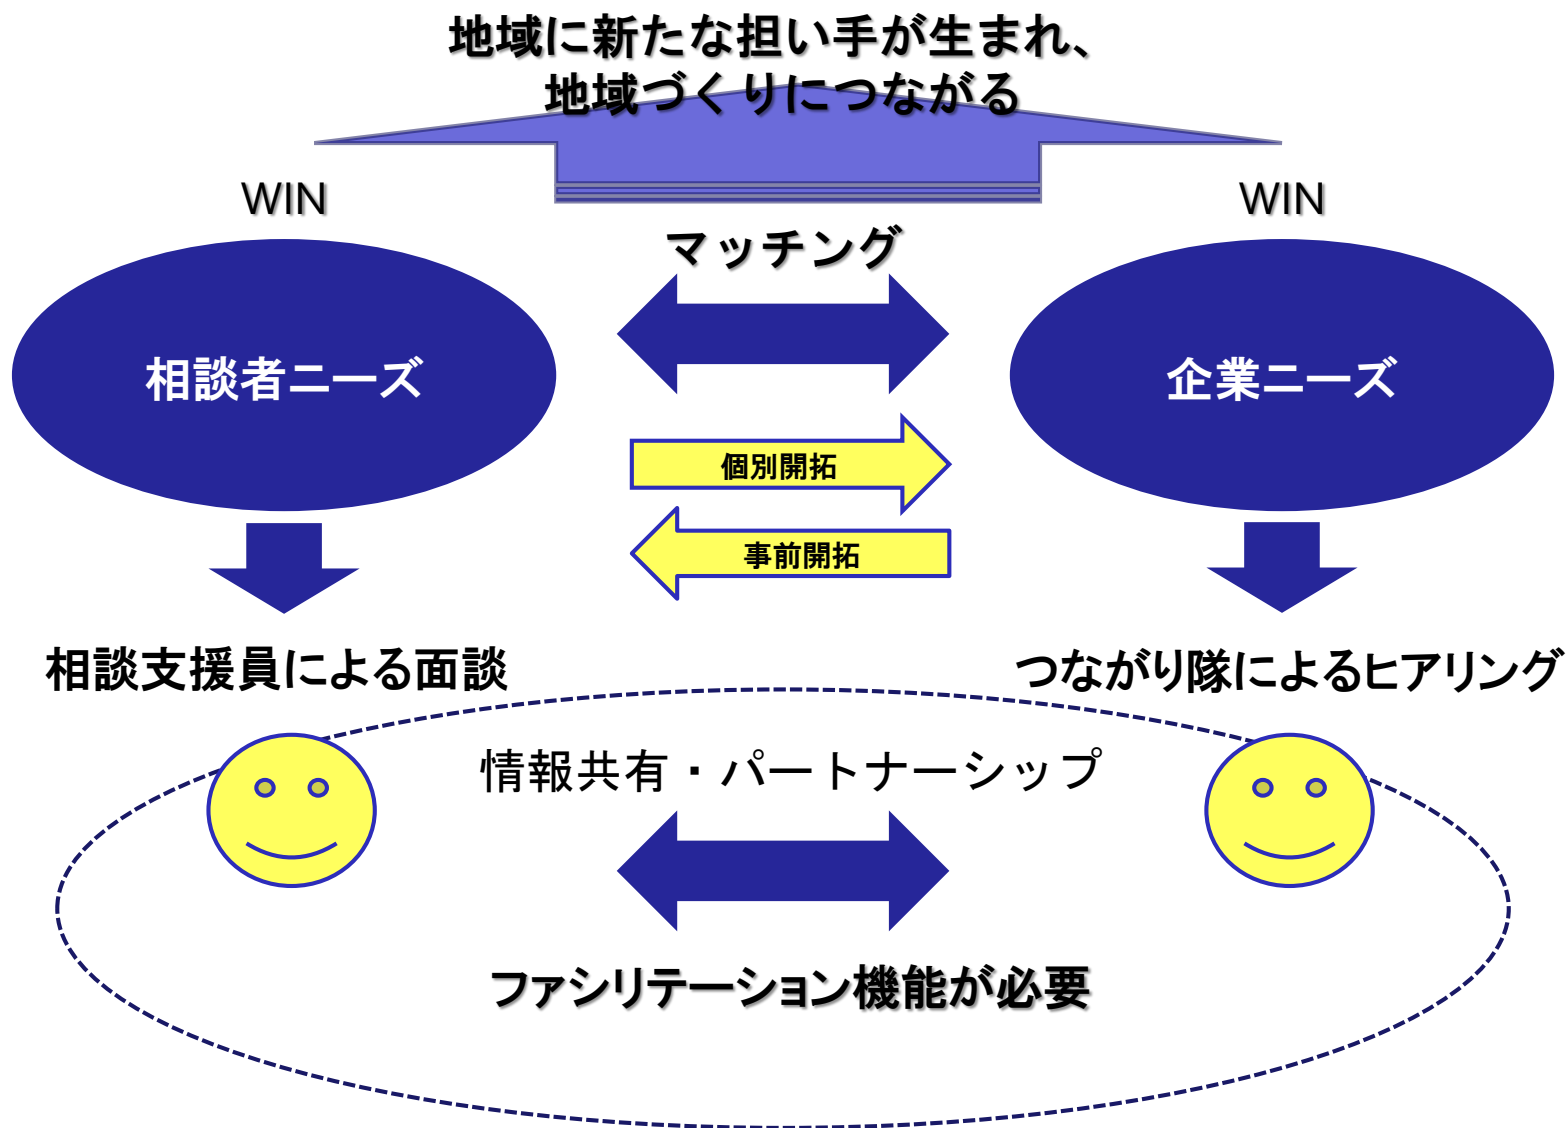 地域に新たな担い手が生まれ、
地域づくりにつながる
WIN
WIN
マッチング
相談者ニーズ
企業ニーズ
個別開拓
事前開拓
相談支援員による面談
つながり隊によるヒアリング
情報共有・パートナーシップ
ファシリテーション機能が必要